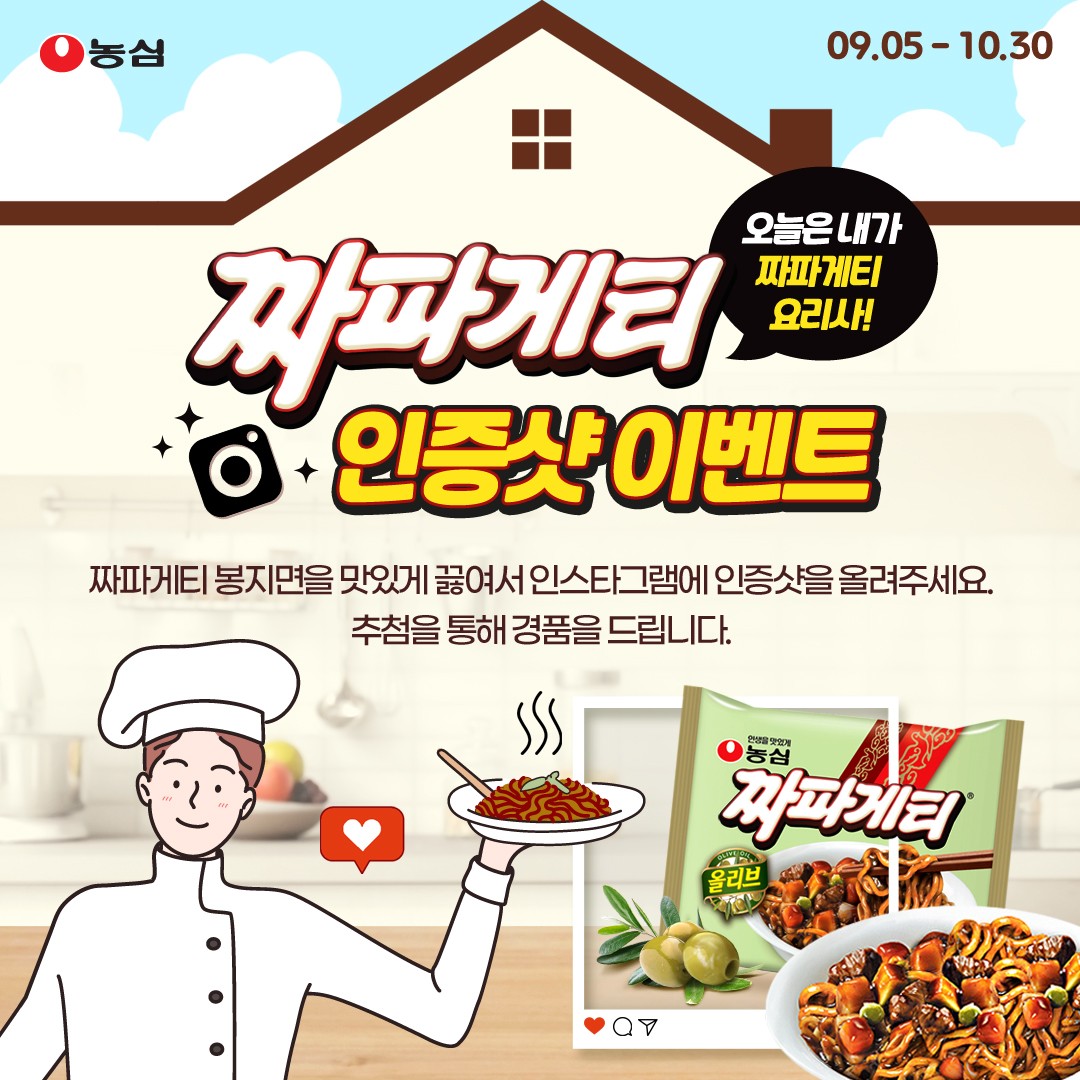 농심
09.05 - 10.30
오늘은 내가
짜파게티
요리사!
짜파게티
인증샷 이벤트
짜파게티 봉지면을 맛있게 끓여서 인스타그램에 인증샷을 올려주세요.
추첨을 통해 경품을 드립니다.
인생을 맛있게
농심
짜파게티®
OLIVE OIL
올리브